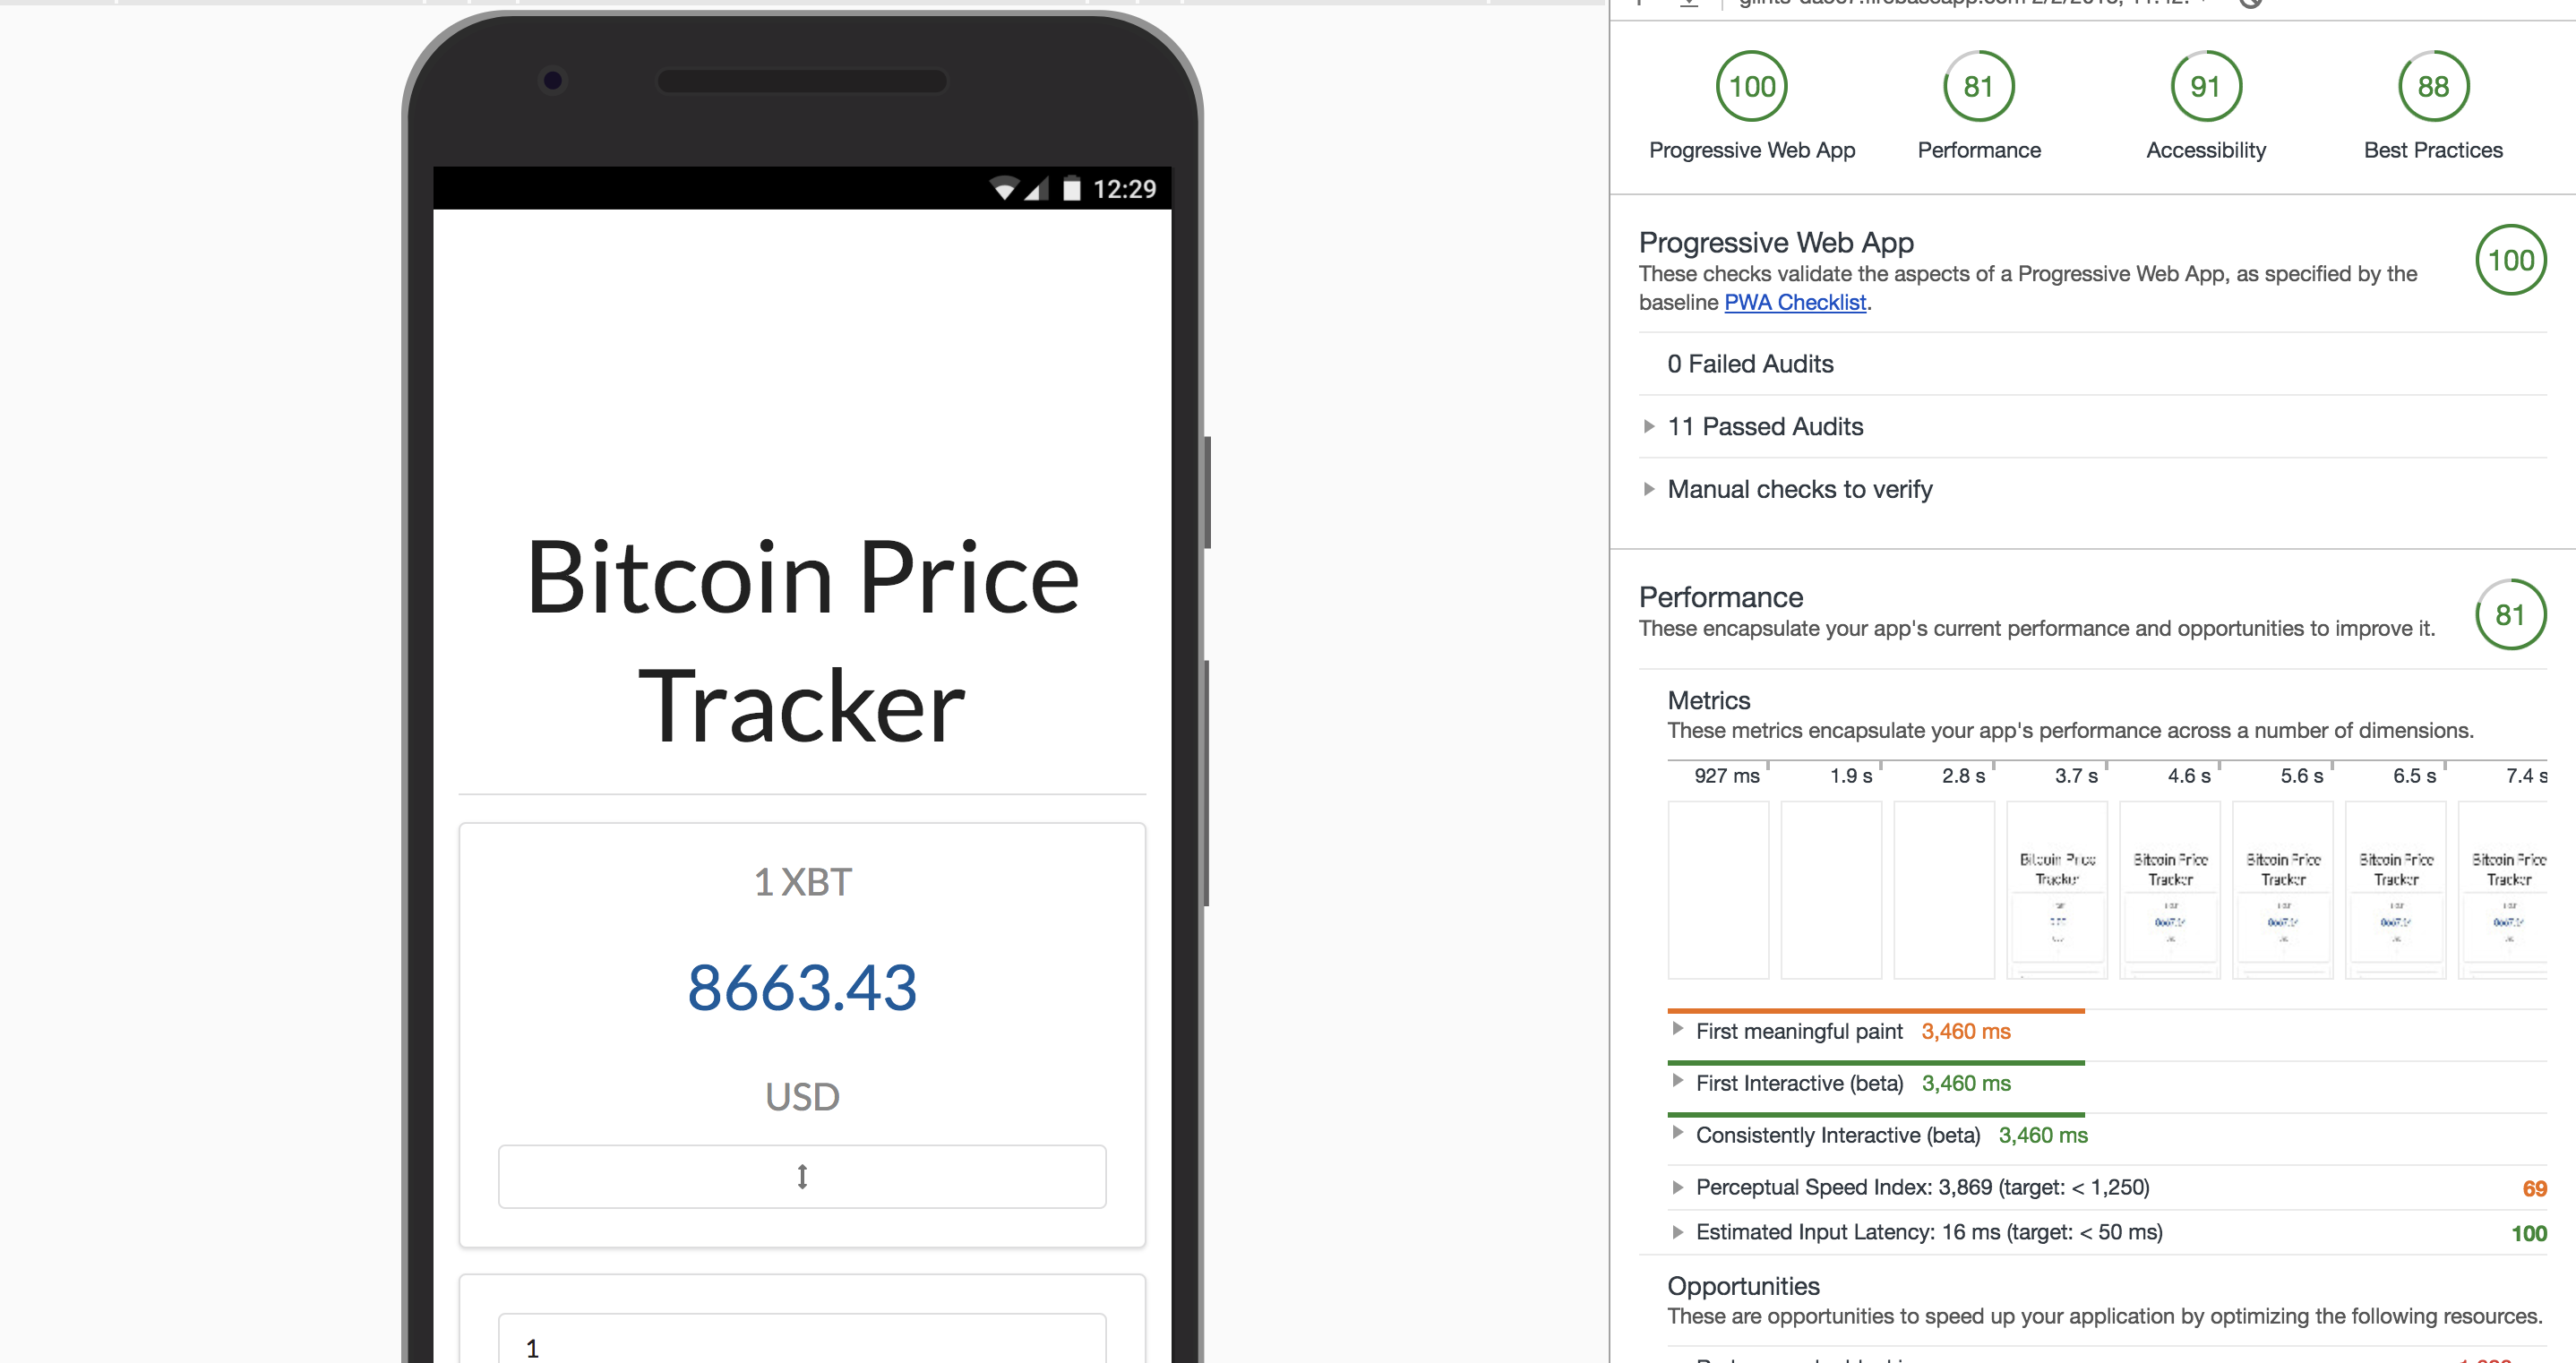 12:29
Bitcoin Price
Tracker
1 XBT
8663.43
USD
1
100
81
91
88
Progressive Web App
Performance
Accessibility
Best Practices
Progressive Web App
100
These checks validate the aspects of a Progressive Web App, as specified by the
baseline PWA Checklist.
0 Failed Audits
11 Passed Audits
Manual checks to verify
Performance
81
These encapsulate your app's current performance and opportunities to improve it.
Metrics
These metrics encapsulate your app's performance across a number of dimensions.
927 ms
1.9 s
2.8 s
3.7 s
4.6 s
5.6 s
6.5 s
7.4 s
Bitcoin Price
Tracker
Bitcoin Price
Tracker
Bitcoin Price
Tracker
Bitcoin Price
Tracker
Bitcoin Price
Tracker
First meaningful paint 3,460 ms
First Interactive (beta) 3,460 ms
Consistently Interactive (beta) 3,460 ms
Perceptual Speed Index: 3,869 (target: < 1,250) 69
Estimated Input Latency: 16 ms (target: < 50 ms) 100
Opportunities
These are opportunities to speed up your application by optimizing the following resources.